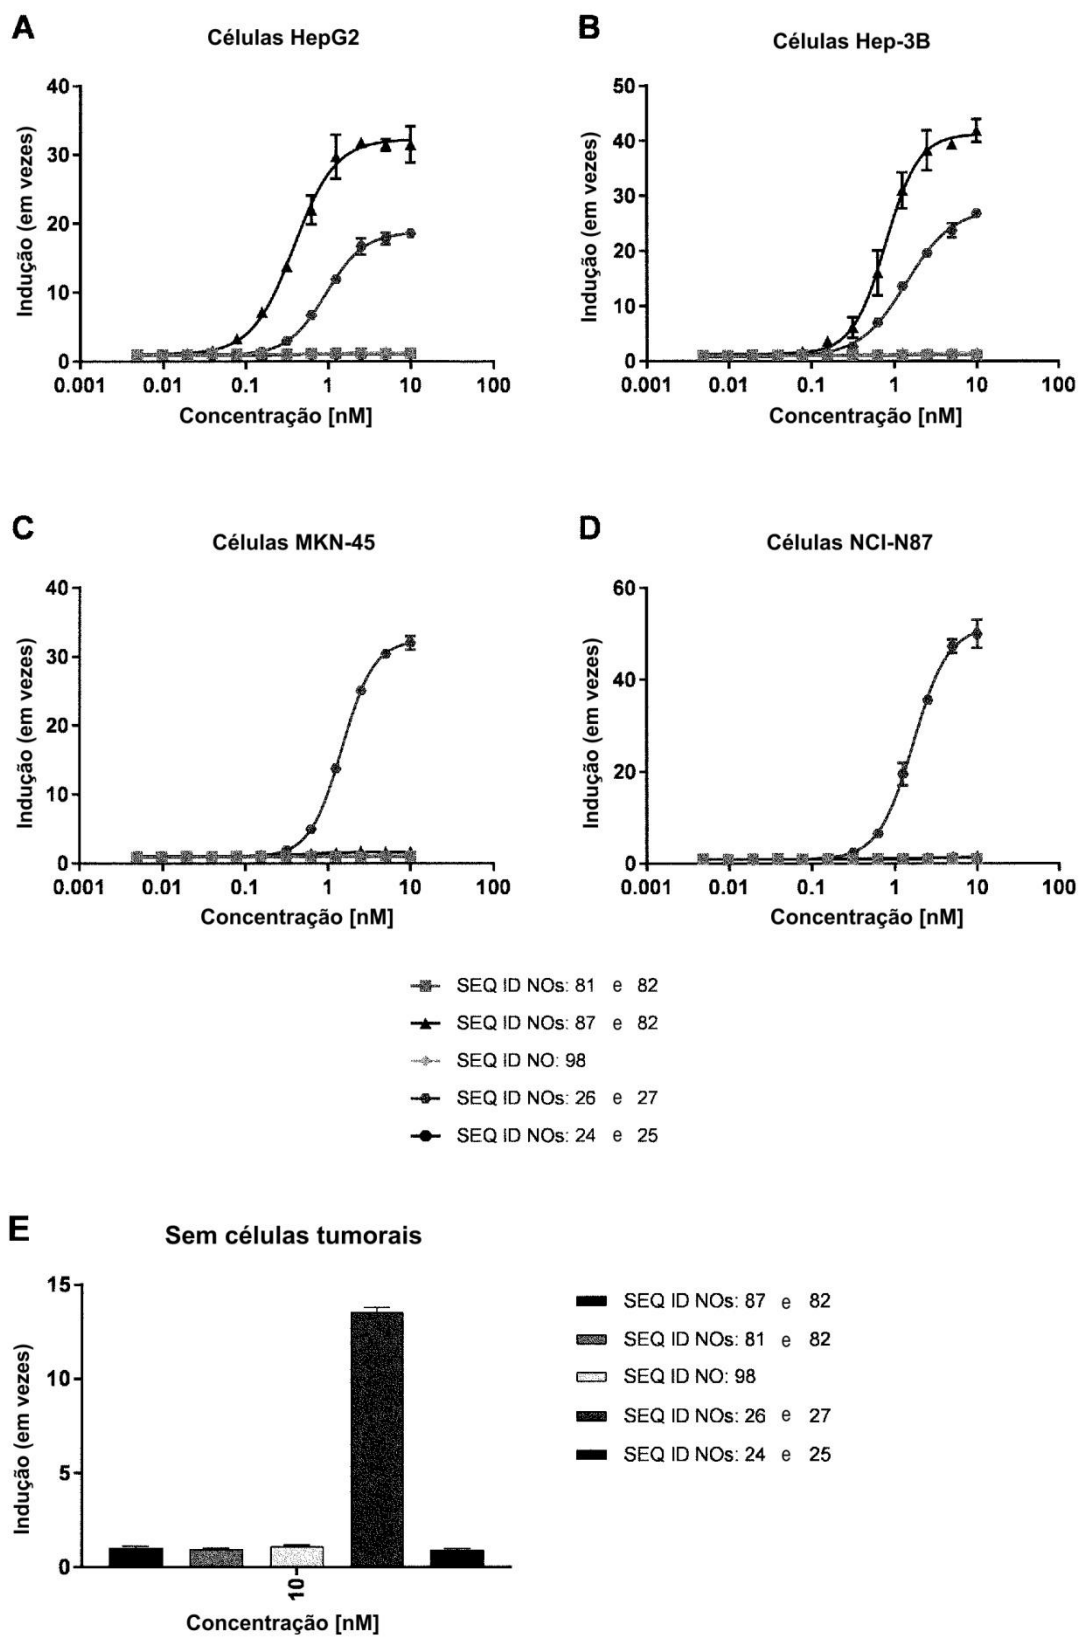 A
Células HepG2
Indução (em vezes)
40
30
20
10
0
0.001
0.01
0.1
1
10
100
Concentração [nM]
B
Células Hep-3B
Indução (em vezes)
50
40
30
20
10
0
0.001
0.01
0.1
1
10
100
Concentração [nM]
C
Células MKN-45
Indução (em vezes)
40
30
20
10
0
0.001
0.01
0.1
1
10
100
Concentração [nM]
D
Células NCI-N87
Indução (em vezes)
60
40
20
0
0.001
0.01
0.1
1
10
100
Concentração [nM]
SEQ ID NOs: 81 e 82
SEQ ID NOs: 87 e 82
SEQ ID NO: 98
SEQ ID NOs: 26 e 27
SEQ ID NOs: 24 e 25
E
Sem células tumorais
Indução (em vezes)
15
10
5
0
10
Concentração [nM]
SEQ ID NOs: 87 e 82
SEQ ID NOs: 81 e 82
SEQ ID NO: 98
SEQ ID NOs: 26 e 27
SEQ ID NOs: 24 e 25